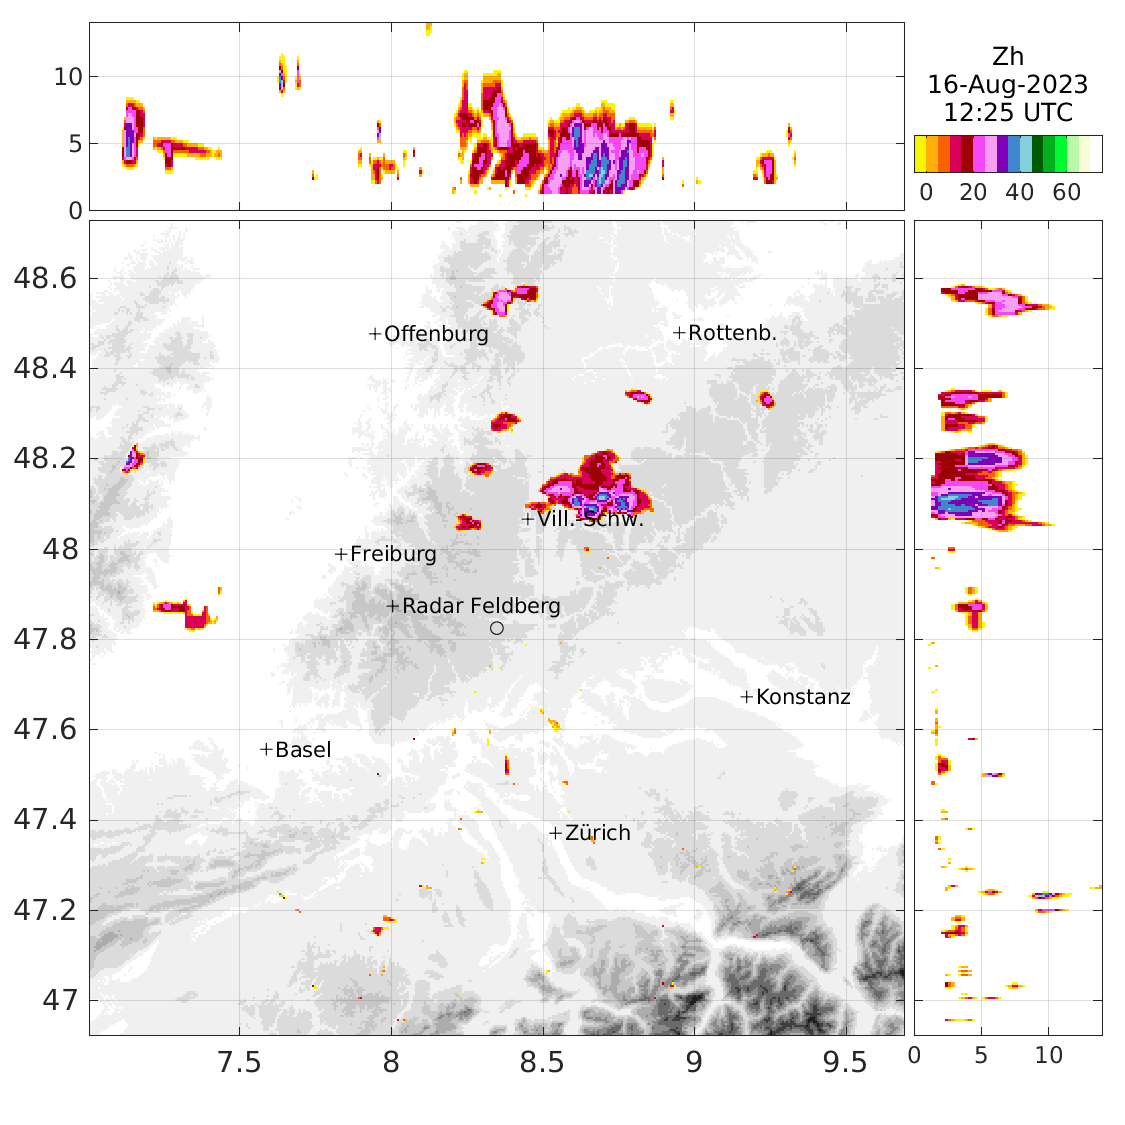 10
5
0
Zh
16-Aug-2023
12:25 UTC
0 20 40 60
48.6
48.4
48.2
48
47.8
47.6
47.4
47.2
47
+Offenburg
+Rottenb.
+Vill.-Schw.
+Freiburg
+Radar Feldberg
+Konstanz
+Basel
+Zürich
7.5 8 8.5 9 9.5
0 5 10